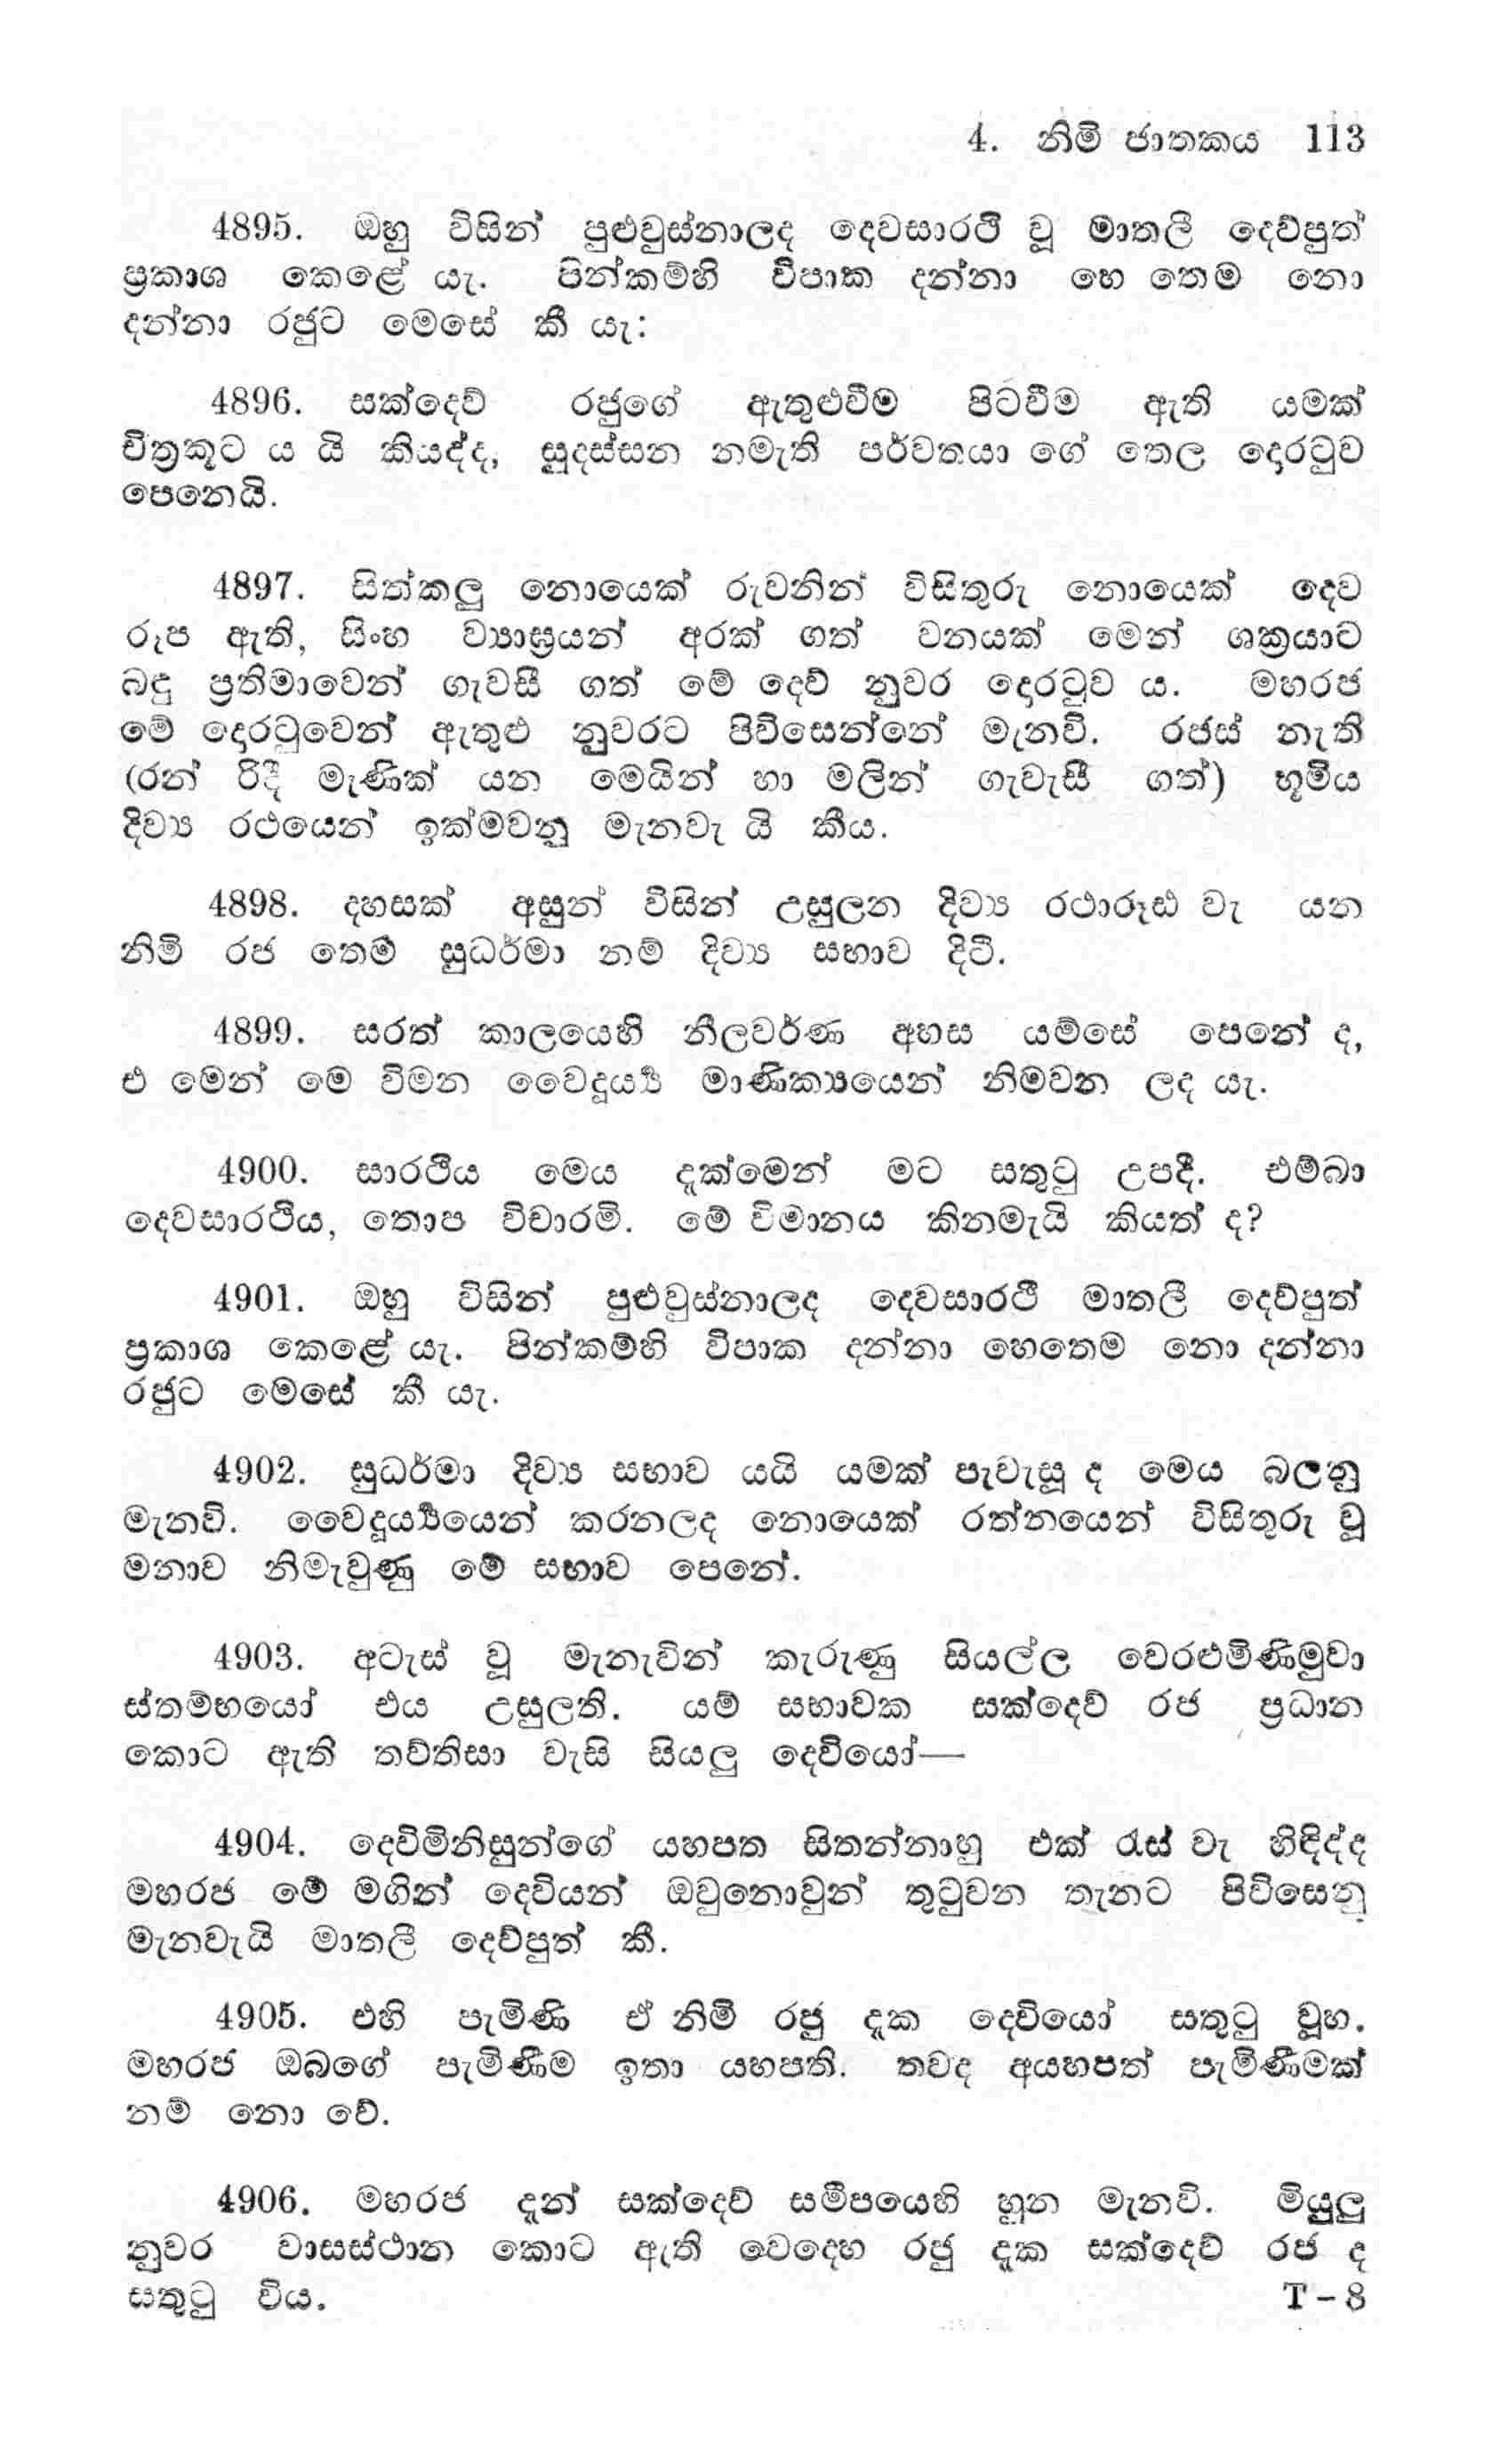 4. නිමි ජාතකය 113
4895. ඔහු විසින් පුළුවුස්නාලද දෙවසාරථි වූ මාතලී දෙව්පුත්
ප්‍රකාශ කෙළේ යැ. පින්කම්හි විපාක දන්නා හෙ තෙම නො
දන්නා රජුට මෙසේ කී යැ:
4896. සක්දෙව් රජුගේ ඇතුළුවීම පිටවීම ඇති යමක්
චිත්‍රකූට ය යි කියද්ද, සුදස්සන නමැති පර්වතයා ගේ තෙල දොරටුව
පෙනෙයි.
4897. සිත්කලු නොයෙක් රුවනින් විසිතුරු නොයෙක් දෙව
රූප ඇති, සිංහ ව්‍යාඝ්‍රයන් අරක් ගත් වනයක් මෙන් ශක්‍රයාට
බඳු ප්‍රතිමාවෙන් ගැවසී ගත් මේ දෙව් නුවර දොරටුව ය. මහරජ
මේ දොරටුවෙන් ඇතුළු නුවරට පිවිසෙන්නේ මැනවි. රජස් නැති
(රන් රිදී මැණික් යන මෙයින් හා මලින් ගැවැසී ගත්) භූමිය
දිව්‍ය රථයෙන් ඉක්මවනු මැනවැ යි කීය.
4898. දහසක් අසුන් විසින් උසුලන දිව්‍ය රථාරූඪ වැ යන
නිමි රජ තෙම සුධර්මා නම් දිව්‍ය සභාව දිටී.
4899. සරත් කාලයෙහි නීලවර්ණ අහස යම්සේ පෙනේ ද,
එ මෙන් මෙ විමන වෛදූර්‍ය්‍ය මාණික්‍යයෙන් නිමවන ලද යැ.
4900. සාරථිය මෙය දැක්මෙන් මට සතුටු උපදී. එම්බා
දෙවසාරථිය, තොප විචාරමි. මේ විමානය කිනමැයි කියත් ද?
4901. ඔහු විසින් පුළුවුස්නාලද දෙවසාරථි මාතලී දෙව්පුත්
ප්‍රකාශ කෙළේ යැ. පින්කම්හි විපාක දන්නා හෙතෙම නො දන්නා
රජුට මෙසේ කී යැ.
4902. සුධර්මා දිව්‍ය සභාව යයි යමක් පැවැසූ ද මෙය බලනු
මැනවි. වෛදූර්‍ය්‍යයෙන් කරනලද නොයෙක් රත්නයෙන් විසිතුරු වූ
මනාව නිමැවුණු මේ සභාව පෙනේ.
4903. අටැස් වූ මැනැවින් කැරුණු සියල්ල වෙරළුමිණිමුවා
ස්තම්භයෝ එය උසුලති. යම් සභාවක සක්දෙව් රජ ප්‍රධාන
කොට ඇති තව්තිසා වැසි සියලු දෙවියෝ—
4904. දෙවිමිනිසුන්ගේ යහපත සිතන්නාහු එක් රැස් වැ හිඳිද්ද
මහරජ මේ මගින් දෙවියන් ඔවුනොවුන් තුටුවන තැනට පිවිසෙනු
මැනවැයි මාතලී දෙව්පුත් කී.
4905. එහි පැමිණි ඒ නිමි රජු දැක දෙවියෝ සතුටු වූහ.
මහරජ ඔබගේ පැමිණීම ඉතා යහපති. තවද අයහපත් පැමිණීමක්
නම් නො වේ.
4906. මහරජ දැන් සක්දෙව් සමීපයෙහි හුන මැනවි. මියුලු
නුවර වාසස්ථාන කොට ඇති වෙදෙහ රජු දැක සක්දෙව් රජ ද
සතුටු විය. T – 8